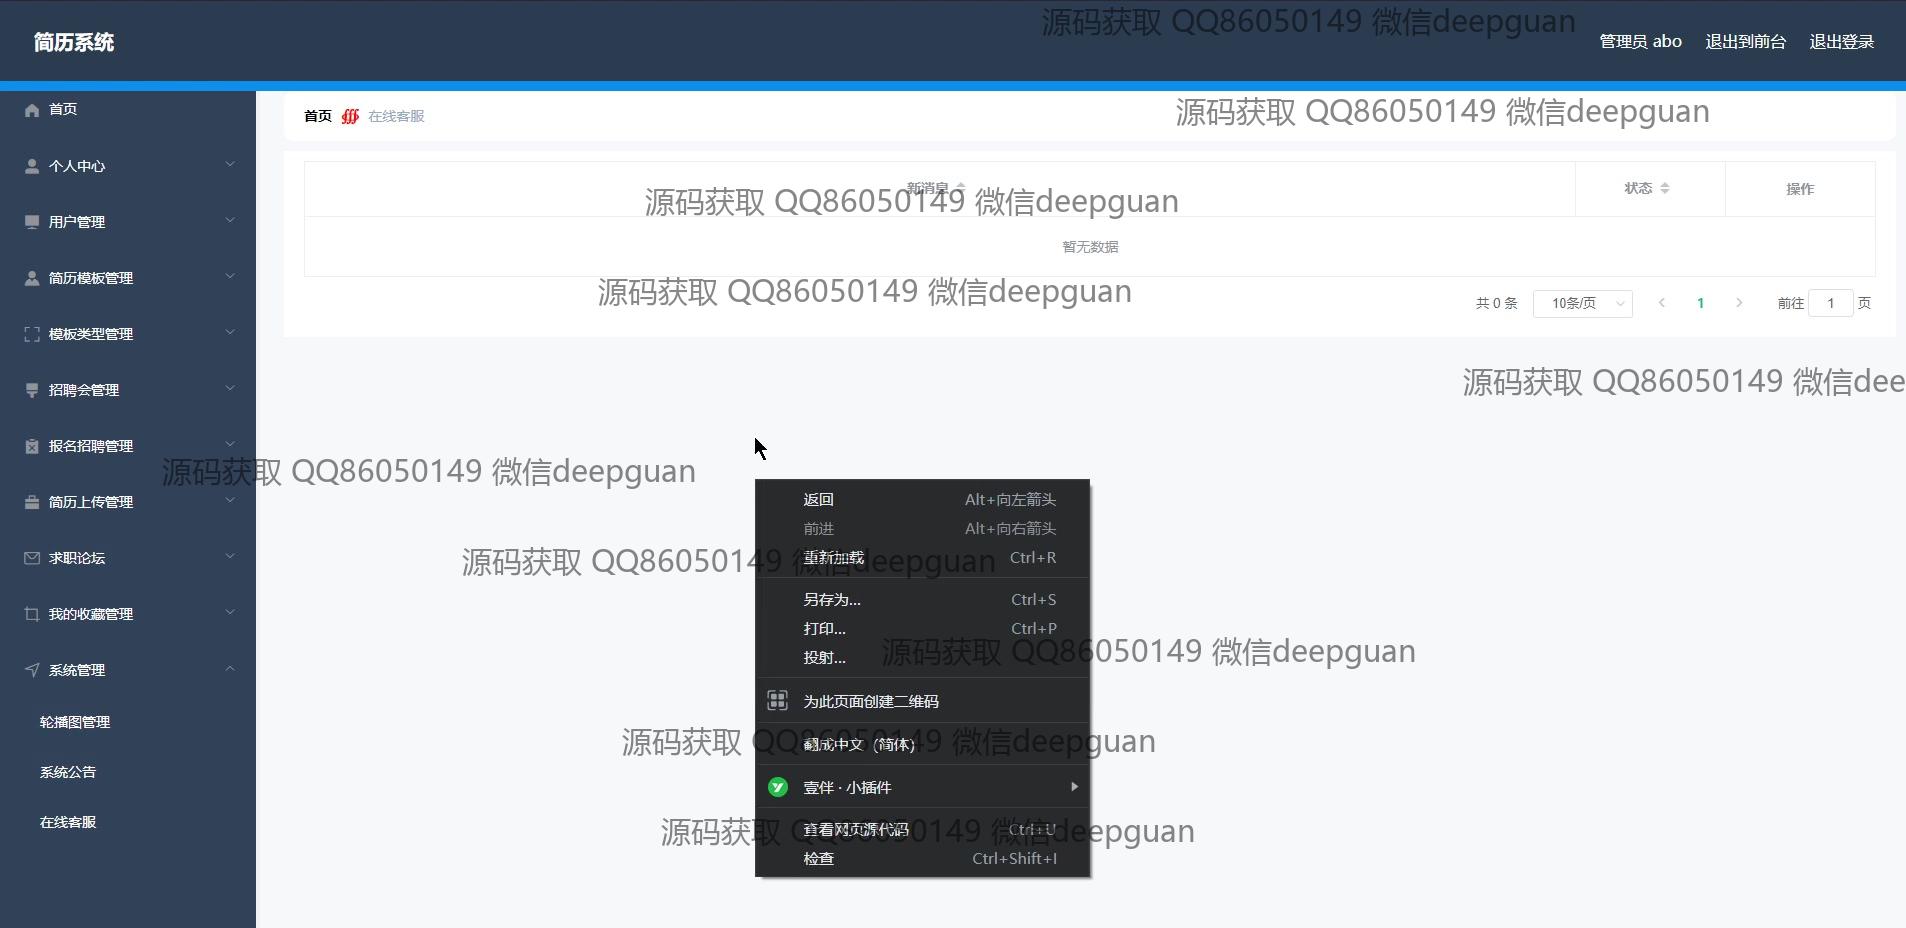 源码获取 QQ86050149 微信deepguan
简历系统
管理员 abo 退出到前台 退出登录
首页
个人中心
用户管理
简历模板管理
模板类型管理
招聘会管理
报名招聘管理
简历上传管理
求职论坛
我的收藏管理
系统管理
轮播图管理
系统公告
在线客服
首页 在线客服
源码获取 QQ86050149 微信deepguan
新消息 状态 操作
源码获取 QQ86050149 微信deepguan
暂无数据
源码获取 QQ86050149 微信deepguan
共 0 条 10条/页 1 前往 1 页
源码获取 QQ86050149 微信dee
源码获取 QQ86050149 微信deepguan
返回 Alt+向左箭头
前进 Alt+向右箭头
重新加载 Ctrl+R
源码获取 QQ86050149 微信deepguan
另存为... Ctrl+S
打印... Ctrl+P
投射...
源码获取 QQ86050149 微信deepguan
为此页面创建二维码
翻成中文（简体）
源码获取 QQ86050149 微信deepguan
壹伴 · 小插件
查看网页源代码 Ctrl+U
源码获取 QQ86050149 微信deepguan
检查 Ctrl+Shift+I